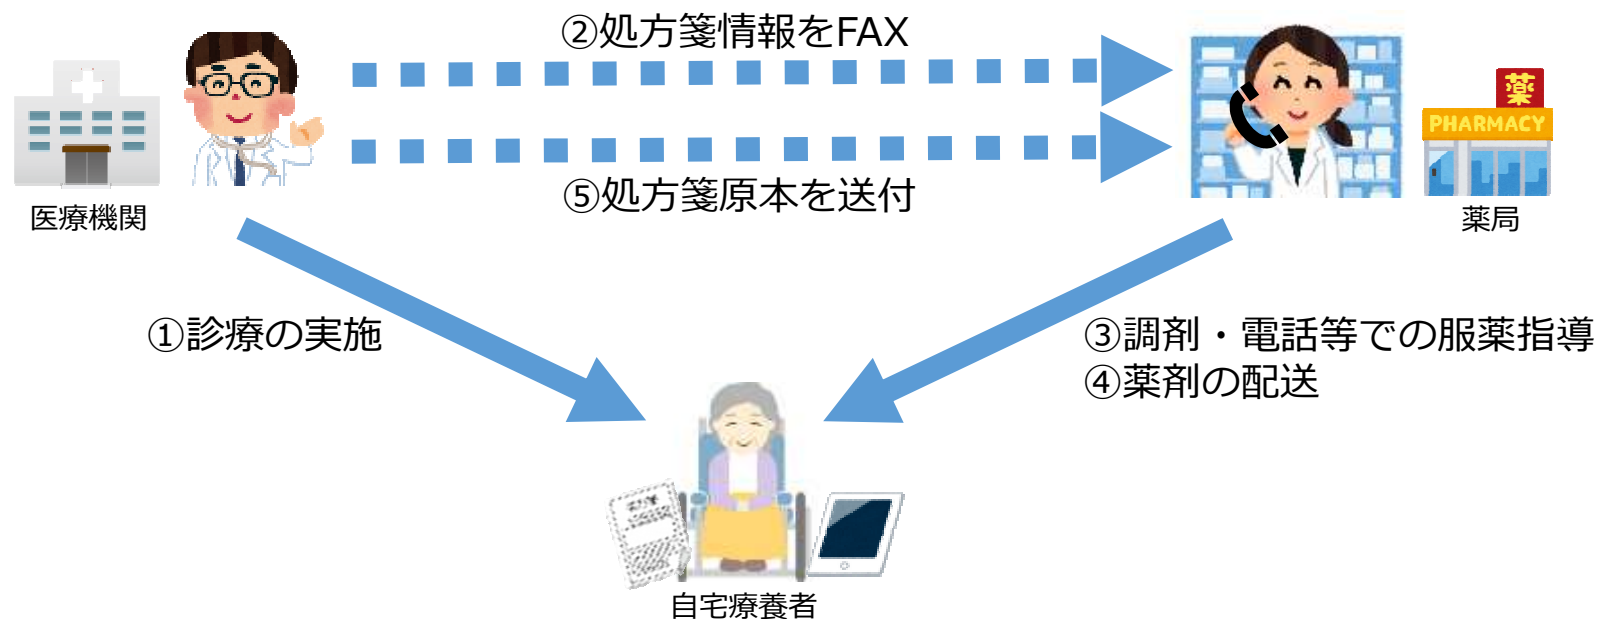 ②処方箋情報をFAX
薬
PHARMACY
⑤処方箋原本を送付
医療機関
薬局
①診療の実施
③調剤・電話等での服薬指導
④薬剤の配送
自宅療養者